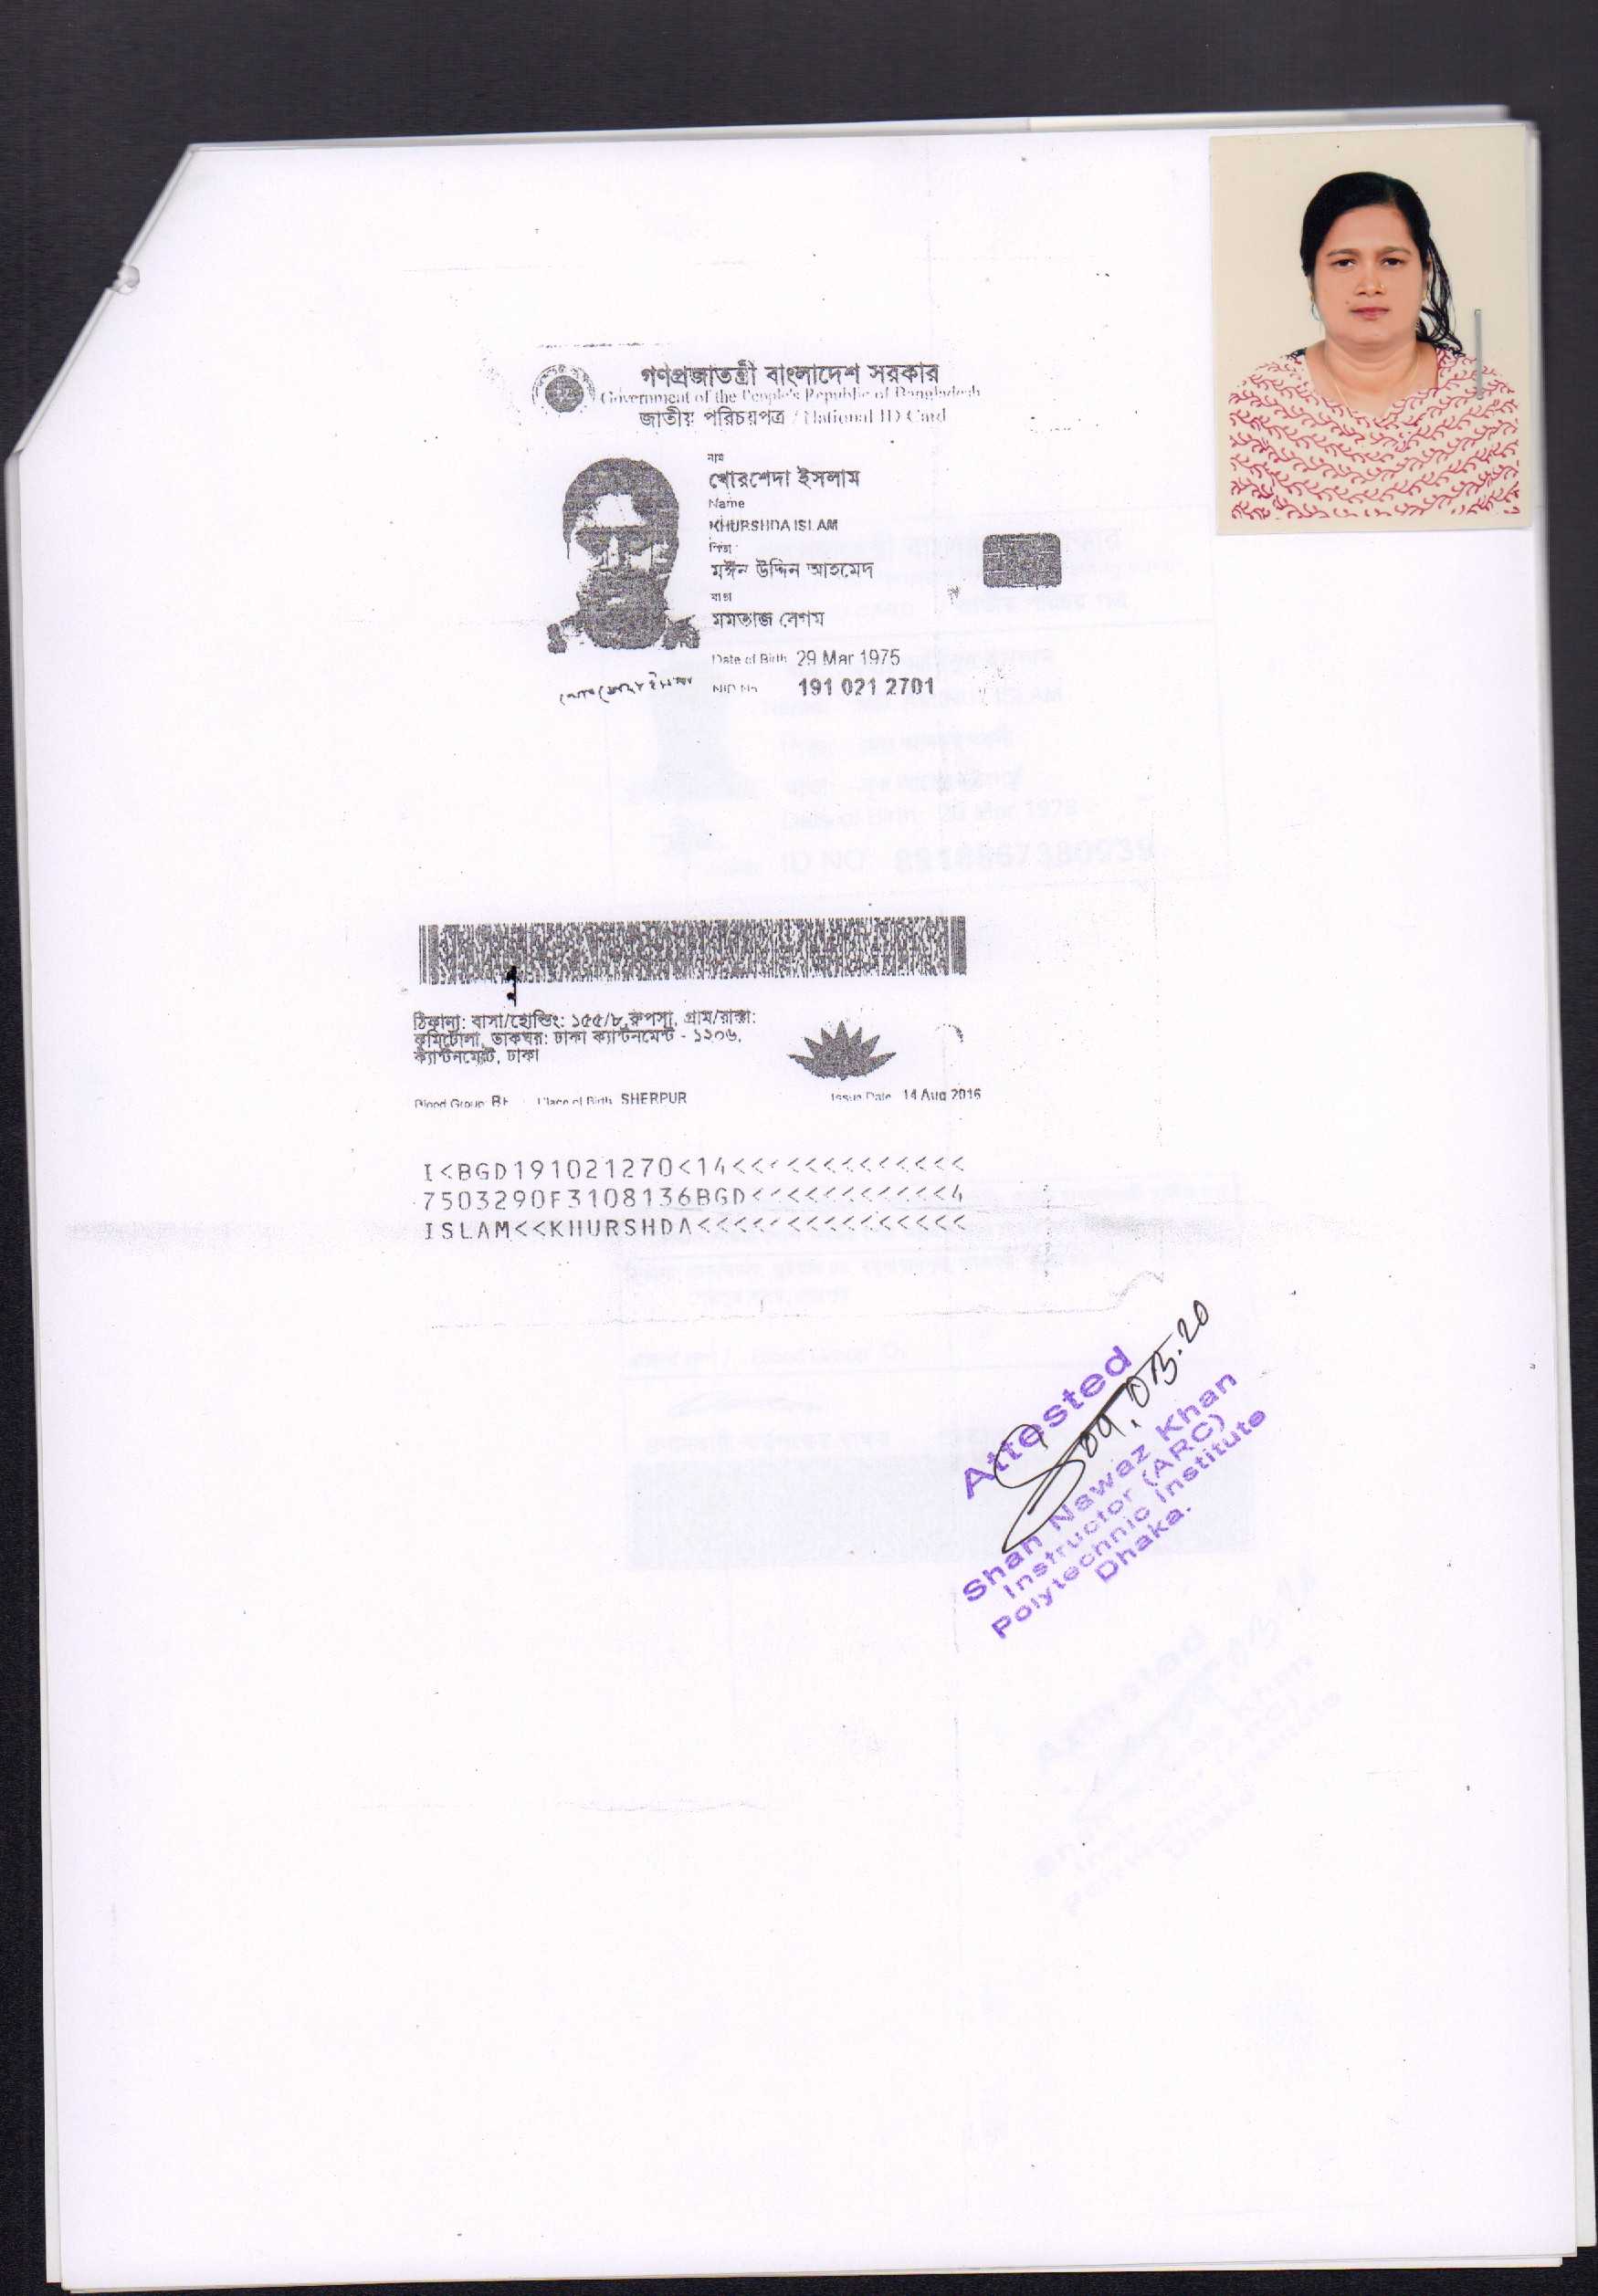 গণপ্রজাতন্ত্রী বাংলাদেশ সরকার
Government of the People's Republic of Bangladesh
জাতীয় পরিচয়পত্র / National ID Card
নাম
খোরশেদা ইসলাম
Name
KHURSHDA ISLAM
পিতা
মঈন উদ্দিন আহমেদ
মাতা
মমতাজ বেগম
Date of Birth 29 Mar 1975
NID No 191 021 2701
ঠিকানা: বাসা/হোল্ডিং: ১৫৫/৮,রুপসা, গ্রাম/রাস্তা:
কুর্মিটোলা, ডাকঘর: ঢাকা ক্যান্টনমেন্ট - ১২০৬,
ক্যান্টনমেন্ট, ঢাকা
Blood Group Place of Birth SHERPUR Issue Date 14 Aug 2016
I<BGD191021270<14<<<<<<<<<<<<<
7503290F3108136BGD<<<<<<<<<<<4
ISLAM<<KHURSHDA<<<<<<<<<<<<<<<
Attested
09.03.20
Shah Nawaz Khan
Instructor (ARC)
Polytechnic Institute
Dhaka.